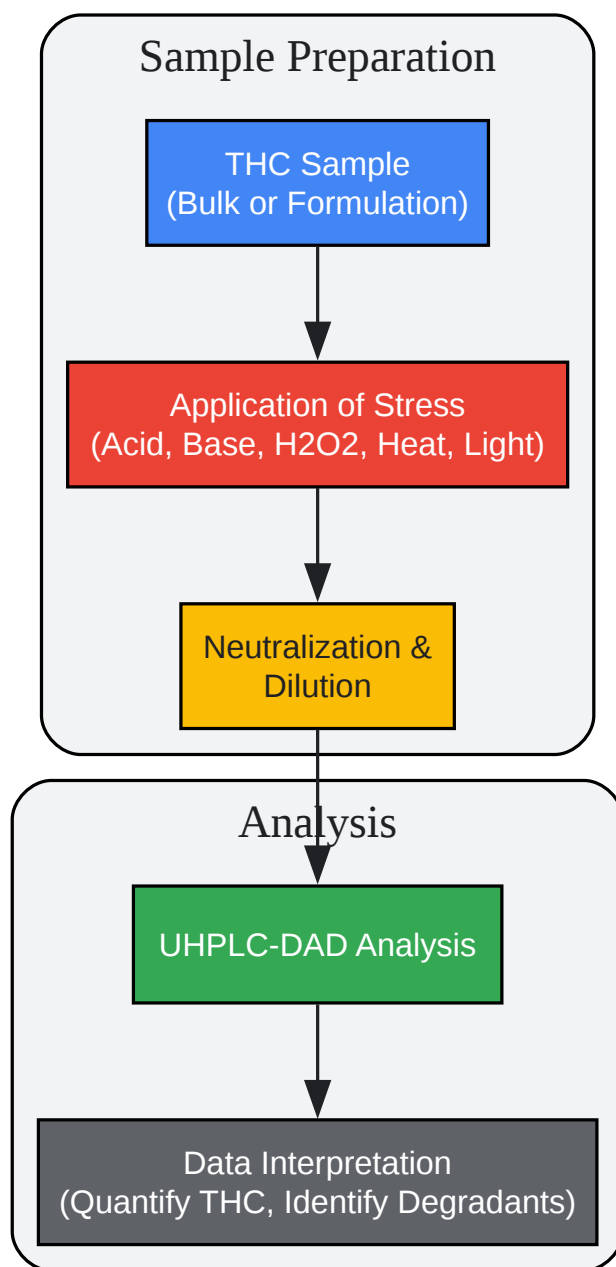 Sample Preparation
THC Sample
(Bulk or Formulation)
Application of Stress
(Acid, Base, H2O2, Heat, Light)
Neutralization &
Dilution
Analysis
UHPLC-DAD Analysis
Data Interpretation
(Quantify THC, Identify Degradants)